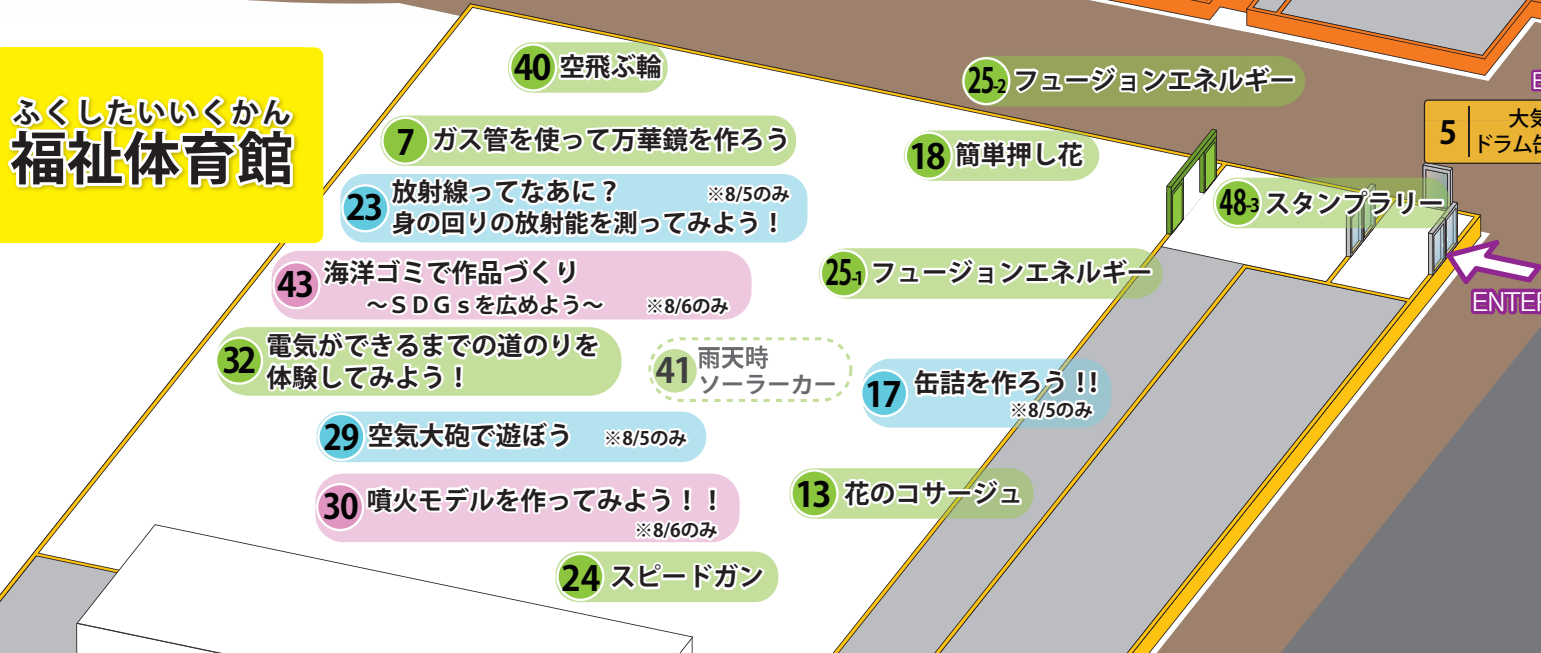 ふくしたいいくかん
福祉体育館
40 空飛ぶ輪
25-2 フュージョンエネルギー
7 ガス管を使って万華鏡を作ろう
18 簡単押し花
5 大気
ドラム缶
23 放射線ってなあに？ ※8/5のみ
身の回りの放射能を測ってみよう！
48-3 スタンプラリー
43 海洋ゴミで作品づくり
～ＳＤＧｓを広めよう～ ※8/6のみ
25-1 フュージョンエネルギー
ENTER
32 電気ができるまでの道のりを
体験してみよう！
41 雨天時
ソーラーカー
17 缶詰を作ろう !!
※8/5のみ
29 空気大砲で遊ぼう ※8/5のみ
30 噴火モデルを作ってみよう！！
※8/6のみ
13 花のコサージュ
24 スピードガン